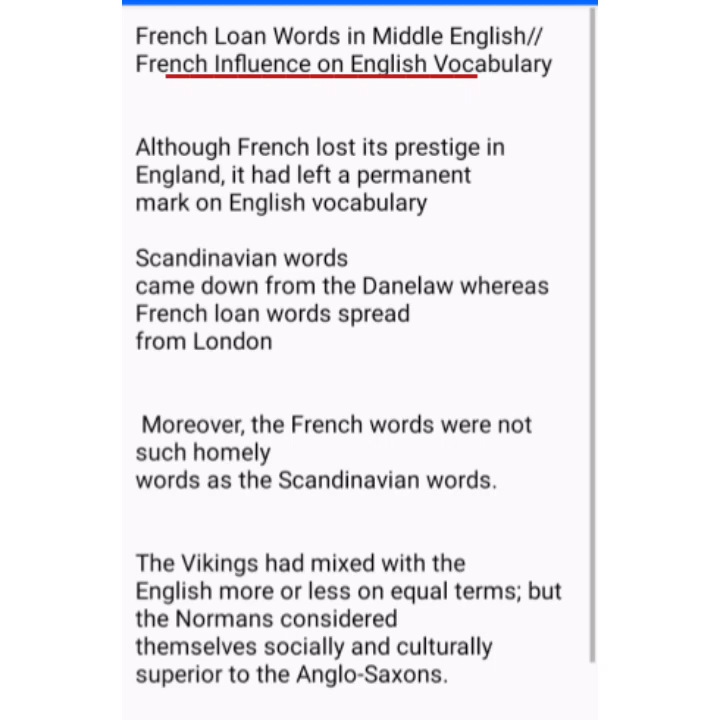 French Loan Words in Middle English//
French Influence on English Vocabulary
Although French lost its prestige in
England, it had left a permanent
mark on English vocabulary
Scandinavian words
came down from the Danelaw whereas
French loan words spread
from London
Moreover, the French words were not
such homely
words as the Scandinavian words.
The Vikings had mixed with the
English more or less on equal terms; but
the Normans considered
themselves socially and culturally
superior to the Anglo-Saxons.